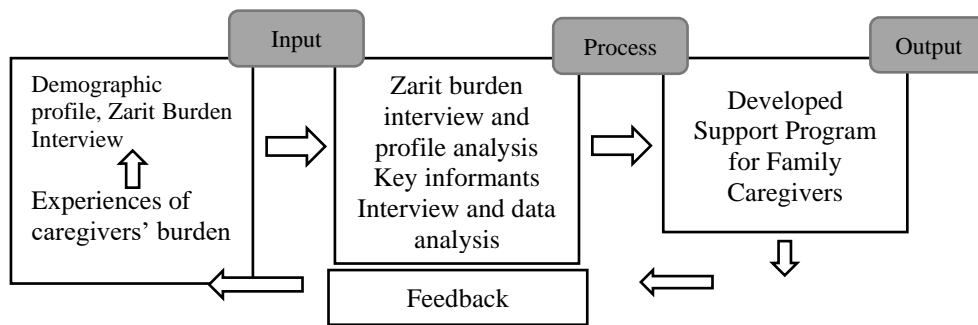 Input
Process
Output
Demographic
profile, Zarit Burden
Interview
Experiences of
caregivers’ burden
Zarit burden
interview and
profile analysis
Key informants
Interview and data
analysis
Developed
Support Program
for Family
Caregivers
Feedback